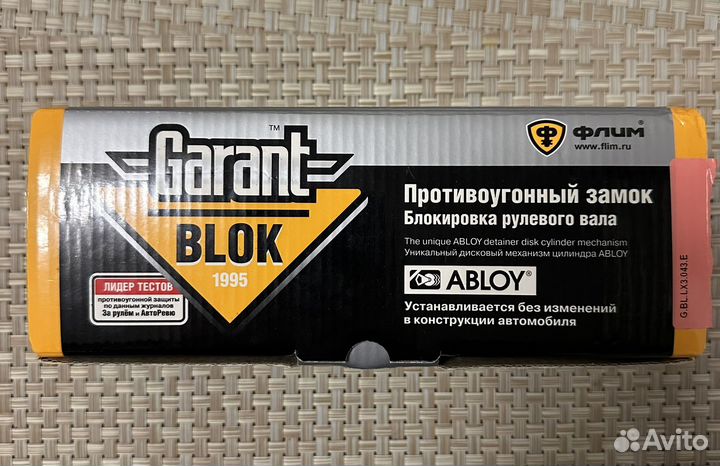 Garant™
BLOK
1995
ЛИДЕР ТЕСТОВ
противоугонной защиты
по данным журналов
За рулём и АвтоРевю
ФЛИМ®
www.flim.ru
Противоугонный замок
Блокировка рулевого вала
The unique ABLOY detainer disk cylinder mechanism
Уникальный дисковый механизм цилиндра ABLOY
ABLOY®
Устанавливается без изменений
в конструкции автомобиля
G.BL.LX3.043.E
Avito